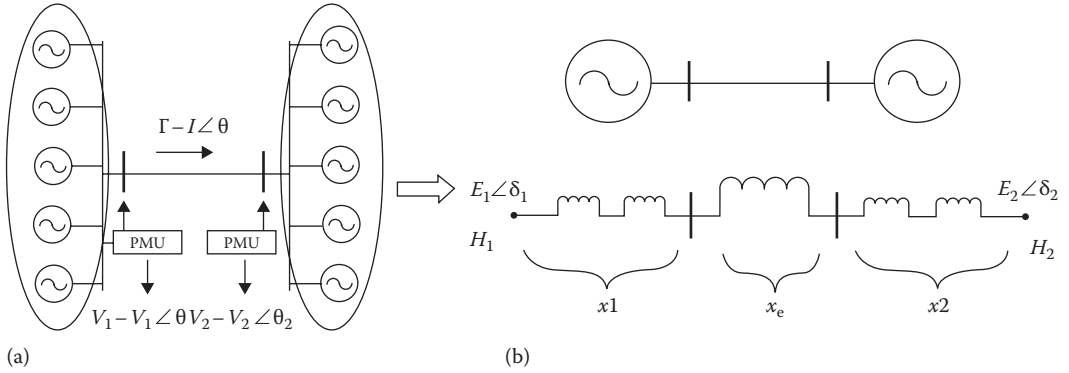 Γ – I∠θ
PMU
PMU
V₁ – V₁∠θ V₂ – V₂∠θ₂
(a)
E₁∠δ₁
E₂∠δ₂
H₁
H₂
x1
xₑ
x2
(b)